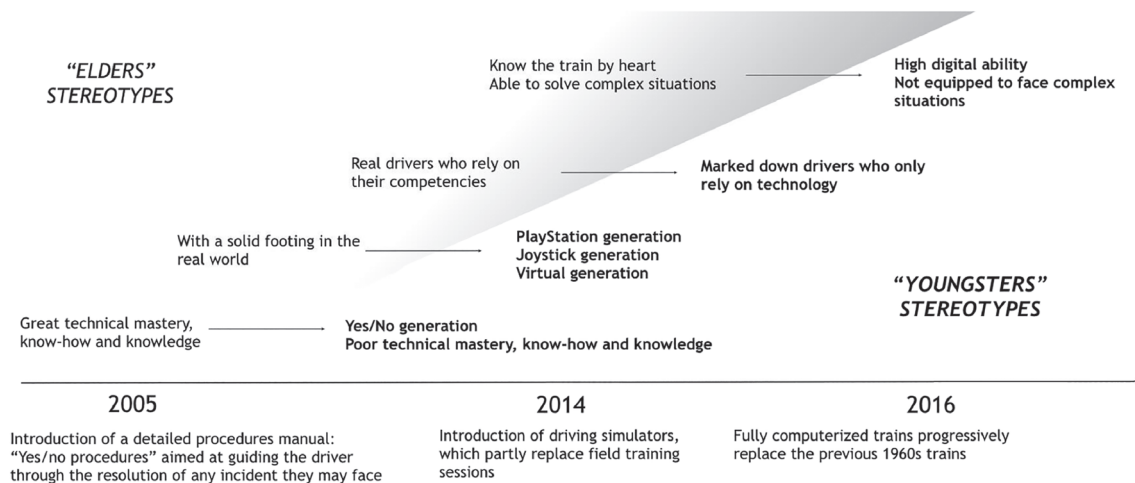 "ELDERS"
STEREOTYPES
Know the train by heart
Able to solve complex situations
High digital ability
Not equipped to face complex
situations
Real drivers who rely on
their competencies
Marked down drivers who only
rely on technology
With a solid footing in the
real world
PlayStation generation
Joystick generation
Virtual generation
"YOUNGSTERS"
STEREOTYPES
Great technical mastery,
know-how and knowledge
Yes/No generation
Poor technical mastery, know-how and knowledge
2005
Introduction of a detailed procedures manual:
"Yes/no procedures" aimed at guiding the driver
through the resolution of any incident they may face
2014
Introduction of driving simulators,
which partly replace field training
sessions
2016
Fully computerized trains progressively
replace the previous 1960s trains